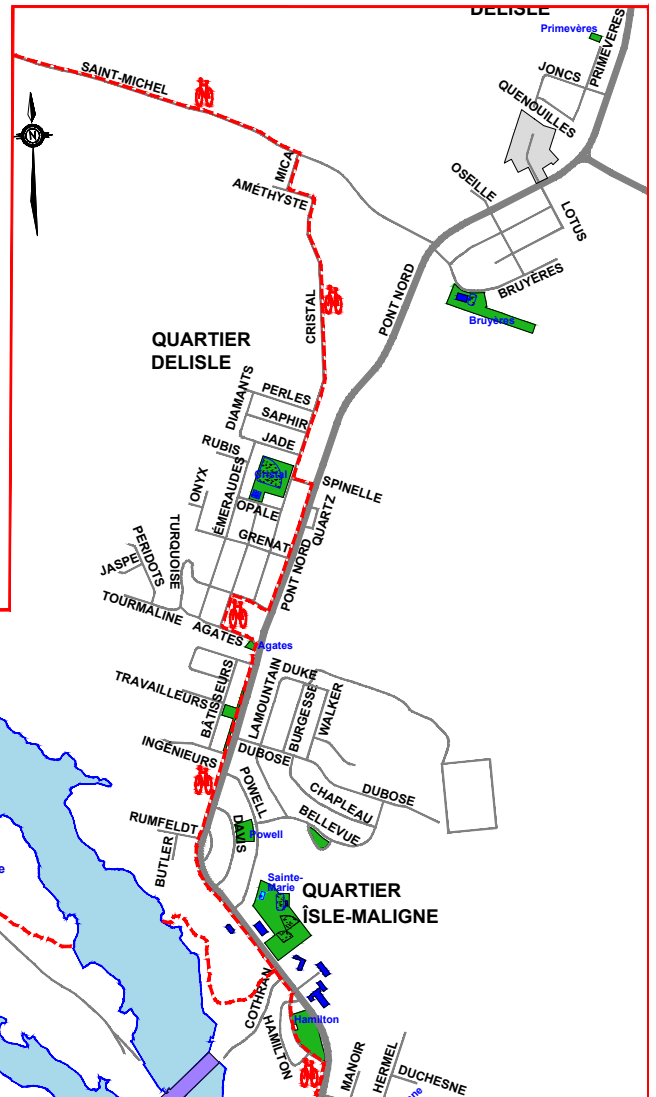 DELISLE
Primevères
PRIMEVÈRES
JONCS
QUENOUILLES
SAINT-MICHEL
N
MICA
AMÉTHYSTE
OSEILLE
LOTUS
BRUYÈRES
Bruyères
PONT NORD
CRISTAL
QUARTIER
DELISLE
DIAMANTS
PERLES
SAPHIR
JADE
RUBIS
Cristal
SPINELLE
ONYX
ÉMERAUDES
OPALE
QUARTZ
GRENAT
TURQUOISE
PERIDOTS
JASPE
PONT NORD
TOURMALINE
AGATES
Agates
TRAVAILLEURS
BÂTISSEURS
LAMOUNTAIN
DUKE
BURGESSE
WALKER
INGÉNIEURS
DUBOSE
POWELL
CHAPLEAU
DUBOSE
BELLEVUE
RUMFELDT
DAVIS
Powell
BUTLER
Sainte-
Marie
QUARTIER
ÎSLE-MALIGNE
e
COTHRAN
HAMILTON
Hamilton
MANOIR
HERMEL
DUCHESNE
ne